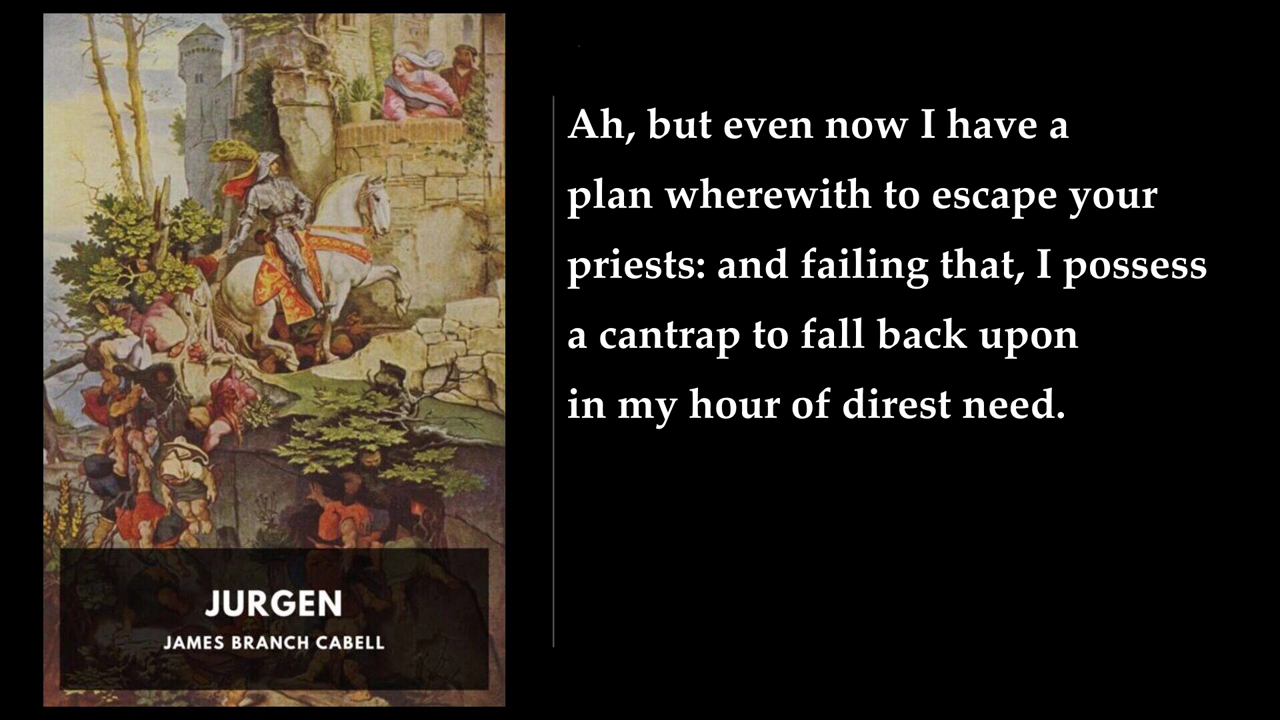 JURGEN
JAMES BRANCH CABELL
Ah, but even now I have a
plan wherewith to escape your
priests: and failing that, I possess
a cantrap to fall back upon
in my hour of direst need.